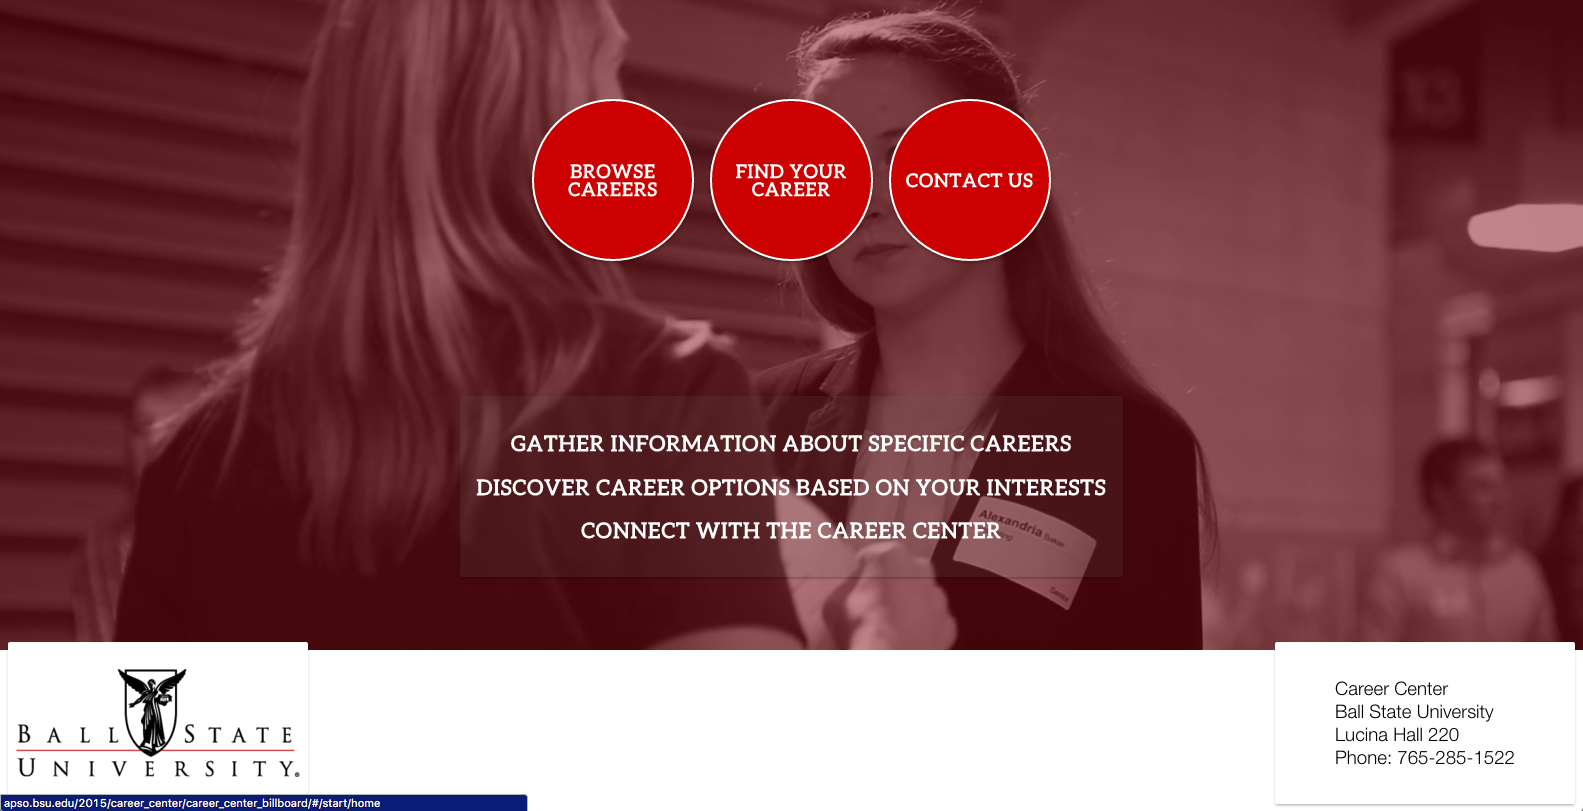 BROWSE
CAREERS
FIND YOUR
CAREER
CONTACT US
GATHER INFORMATION ABOUT SPECIFIC CAREERS
DISCOVER CAREER OPTIONS BASED ON YOUR INTERESTS
CONNECT WITH THE CAREER CENTER
Alexandria Baker
Senior
BALL STATE
UNIVERSITY®
Career Center
Ball State University
Lucina Hall 220
Phone: 765-285-1522
apso.bsu.edu/2015/career_center/career_center_billboard/#/start/home